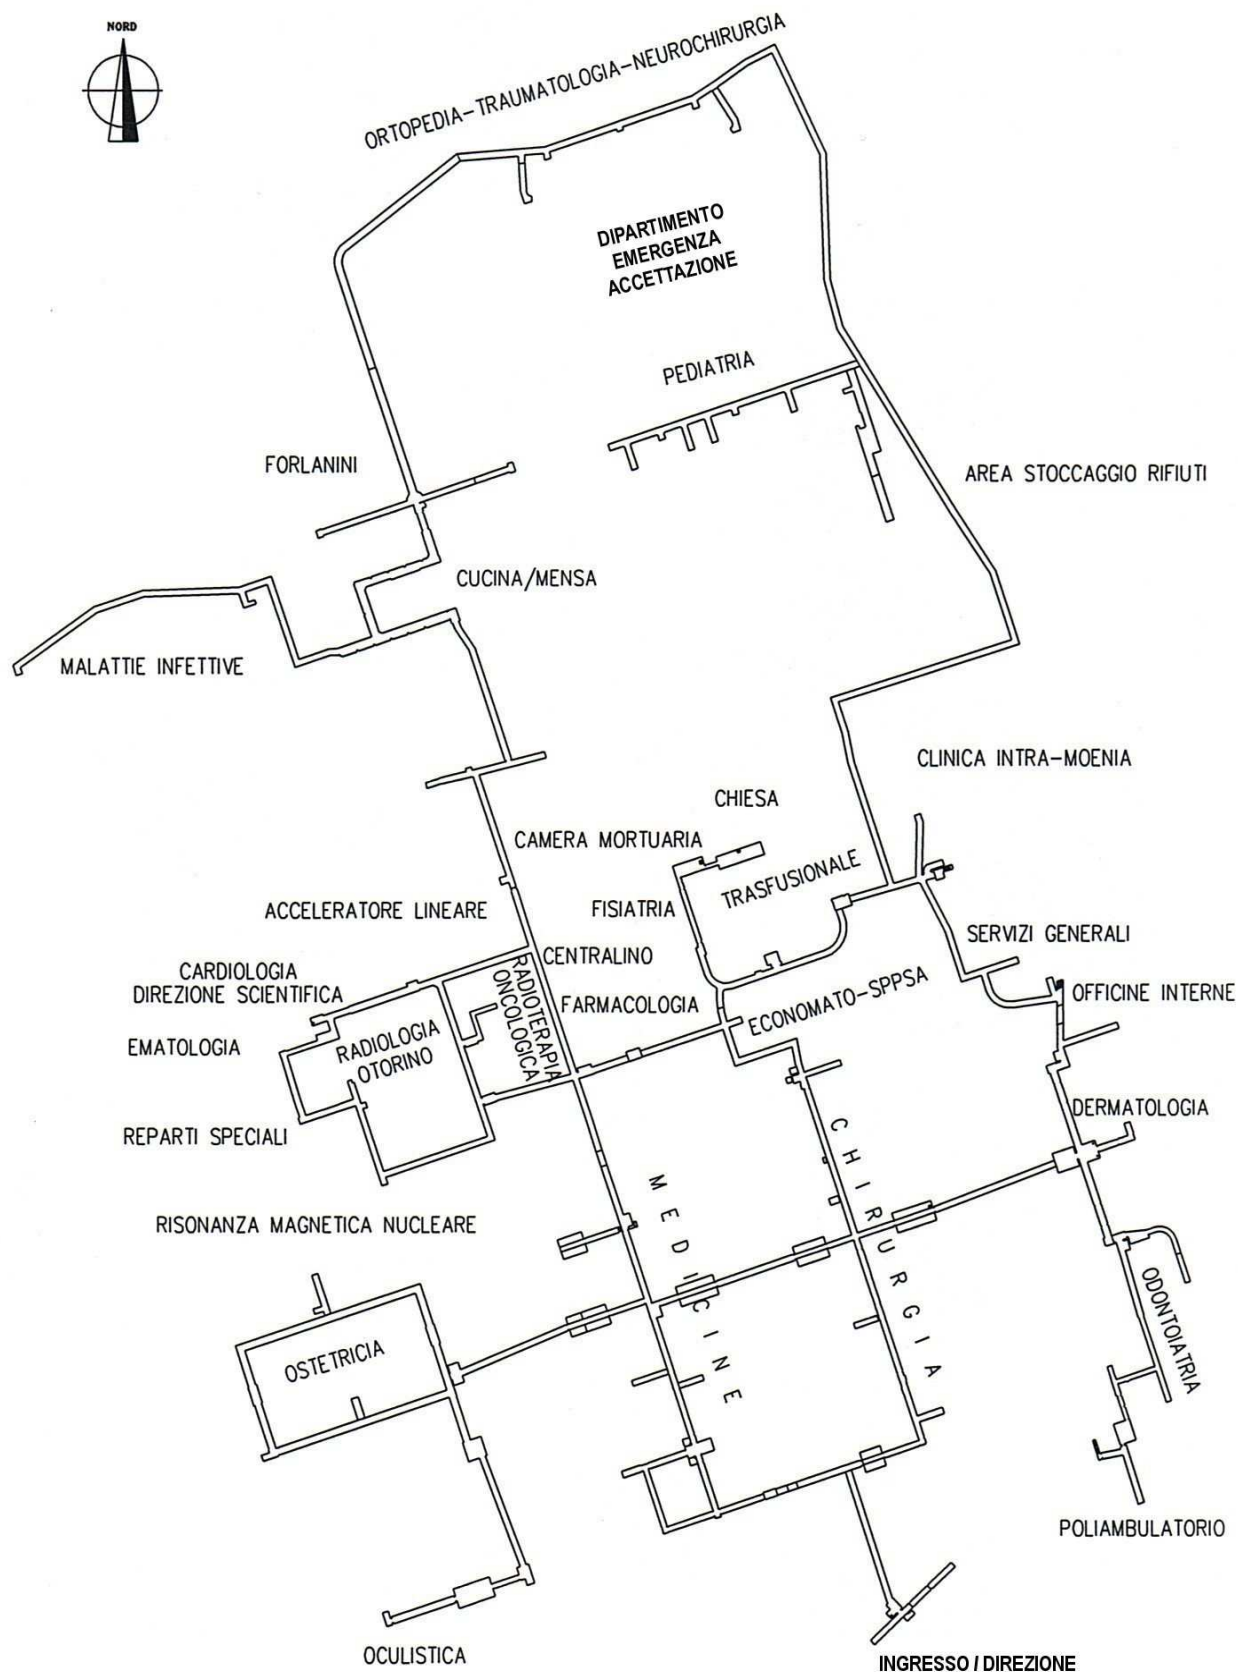 NORD
ORTOPEDIA-TRAUMATOLOGIA-NEUROCHIRURGIA
DIPARTIMENTO
EMERGENZA
ACCETTAZIONE
PEDIATRIA
FORLANINI
AREA STOCCAGGIO RIFIUTI
CUCINA/MENSA
MALATTIE INFETTIVE
CLINICA INTRA-MOENIA
CHIESA
CAMERA MORTUARIA
TRASFUSIONALE
ACCELERATORE LINEARE
FISIATRIA
SERVIZI GENERALI
CENTRALINO
CARDIOLOGIA
DIREZIONE SCIENTIFICA
RADIOTERAPIA
ONCOLOGICA
FARMACOLOGIA
ECONOMATO-SPPSA
OFFICINE INTERNE
EMATOLOGIA
RADIOLOGIA
OTORINO
REPARTI SPECIALI
DERMATOLOGIA
CHIRURGIA
MEDICINE
RISONANZA MAGNETICA NUCLEARE
ODONTOIATRIA
OSTETRICIA
POLIAMBULATORIO
OCULISTICA
INGRESSO / DIREZIONE